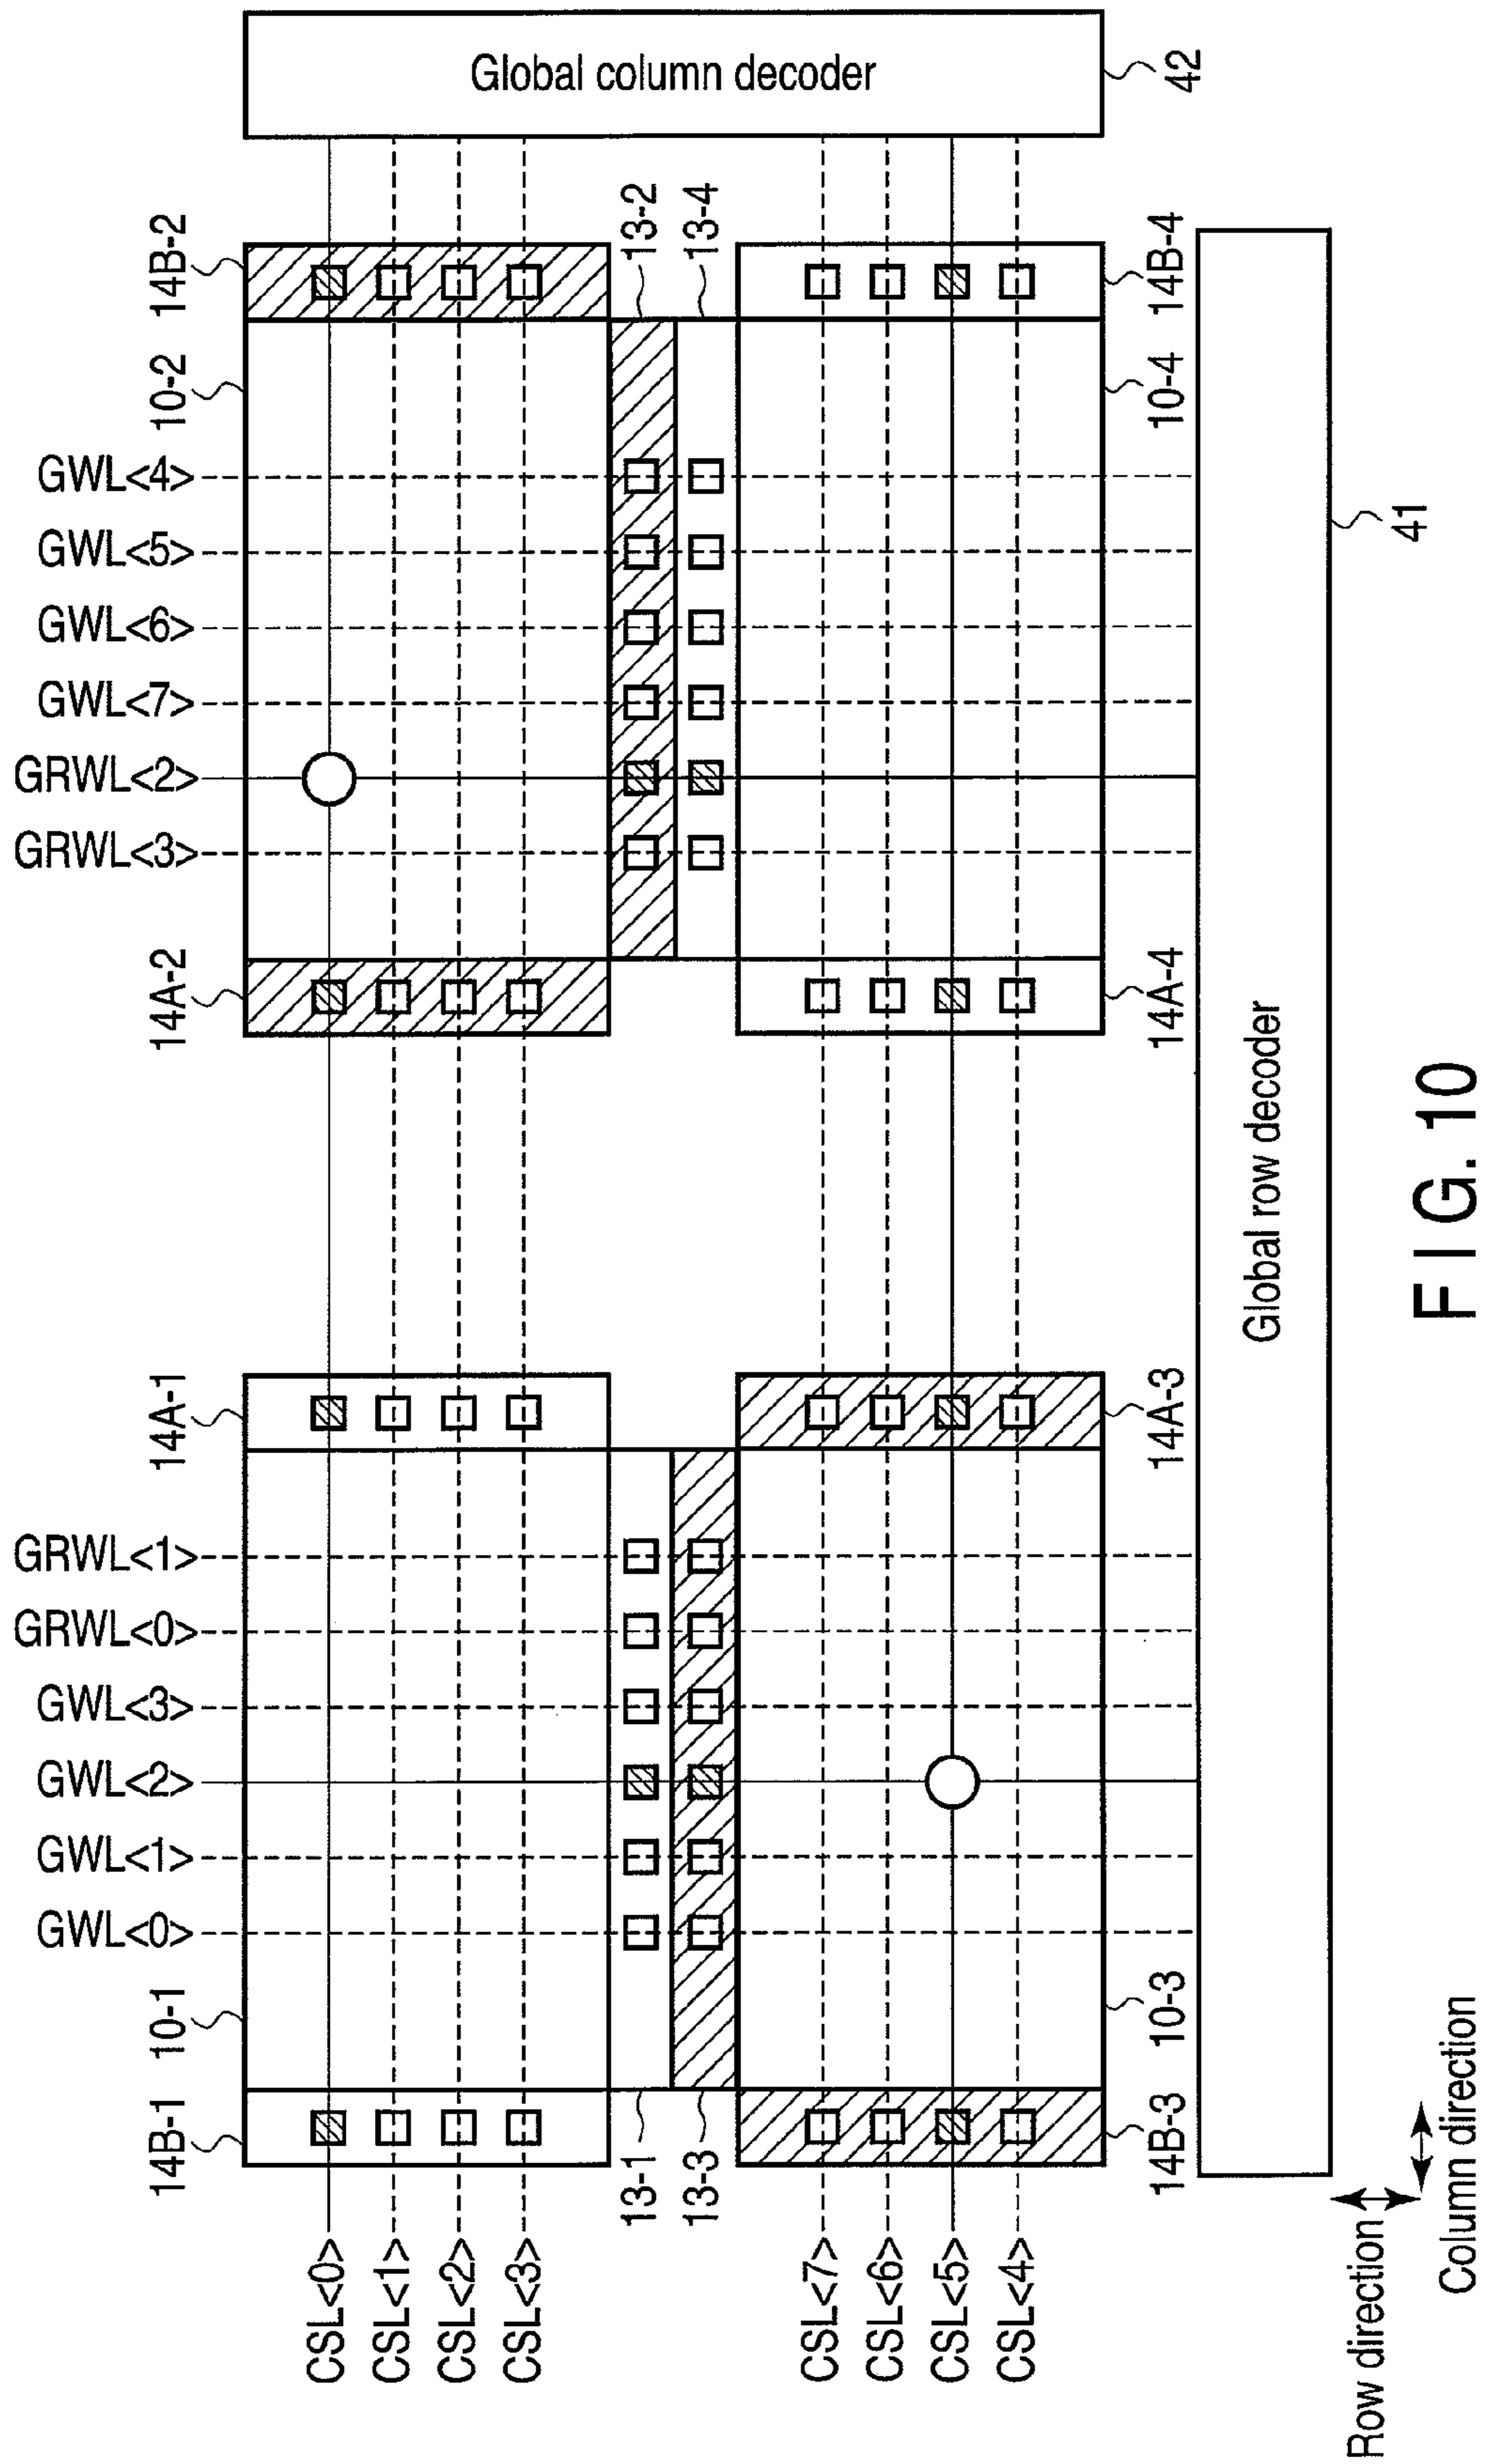 Global column decoder
42
14B-2
10-2
GWL<4>
GWL<5>
GWL<6>
GWL<7>
GRWL<2>
GRWL<3>
14A-2
13-2
13-4
14B-4
10-4
14A-4
41
14A-1
GRWL<1>
GRWL<0>
GWL<3>
GWL<2>
GWL<1>
GWL<0>
10-1
14B-1
14A-3
10-3
14B-3
13-1
13-3
Global row decoder
CSL<0>
CSL<1>
CSL<2>
CSL<3>
CSL<7>
CSL<6>
CSL<5>
CSL<4>
Row direction
Column direction
FIG. 10